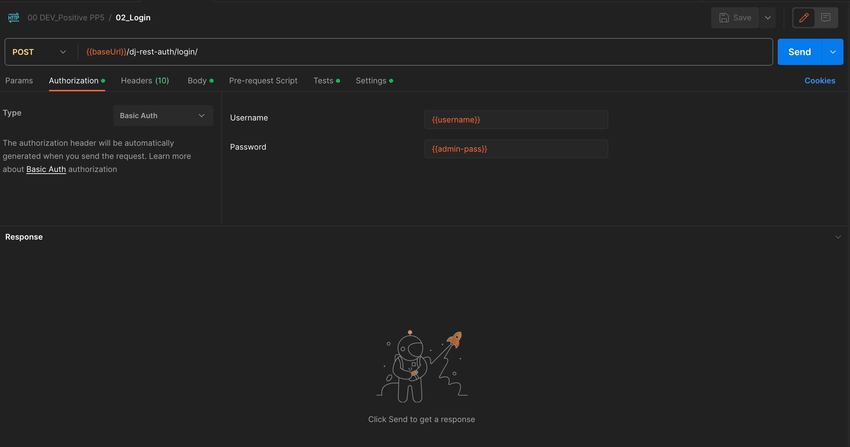 HTTP 00 DEV_Positive PP5 / 02_Login Save
POST {{baseUrl}}/dj-rest-auth/login/ Send
Params Authorization Headers (10) Body Pre-request Script Tests Settings Cookies
Type Basic Auth
The authorization header will be automatically
generated when you send the request. Learn more
about Basic Auth authorization
Username {{username}}
Password {{admin-pass}}
Response
Click Send to get a response